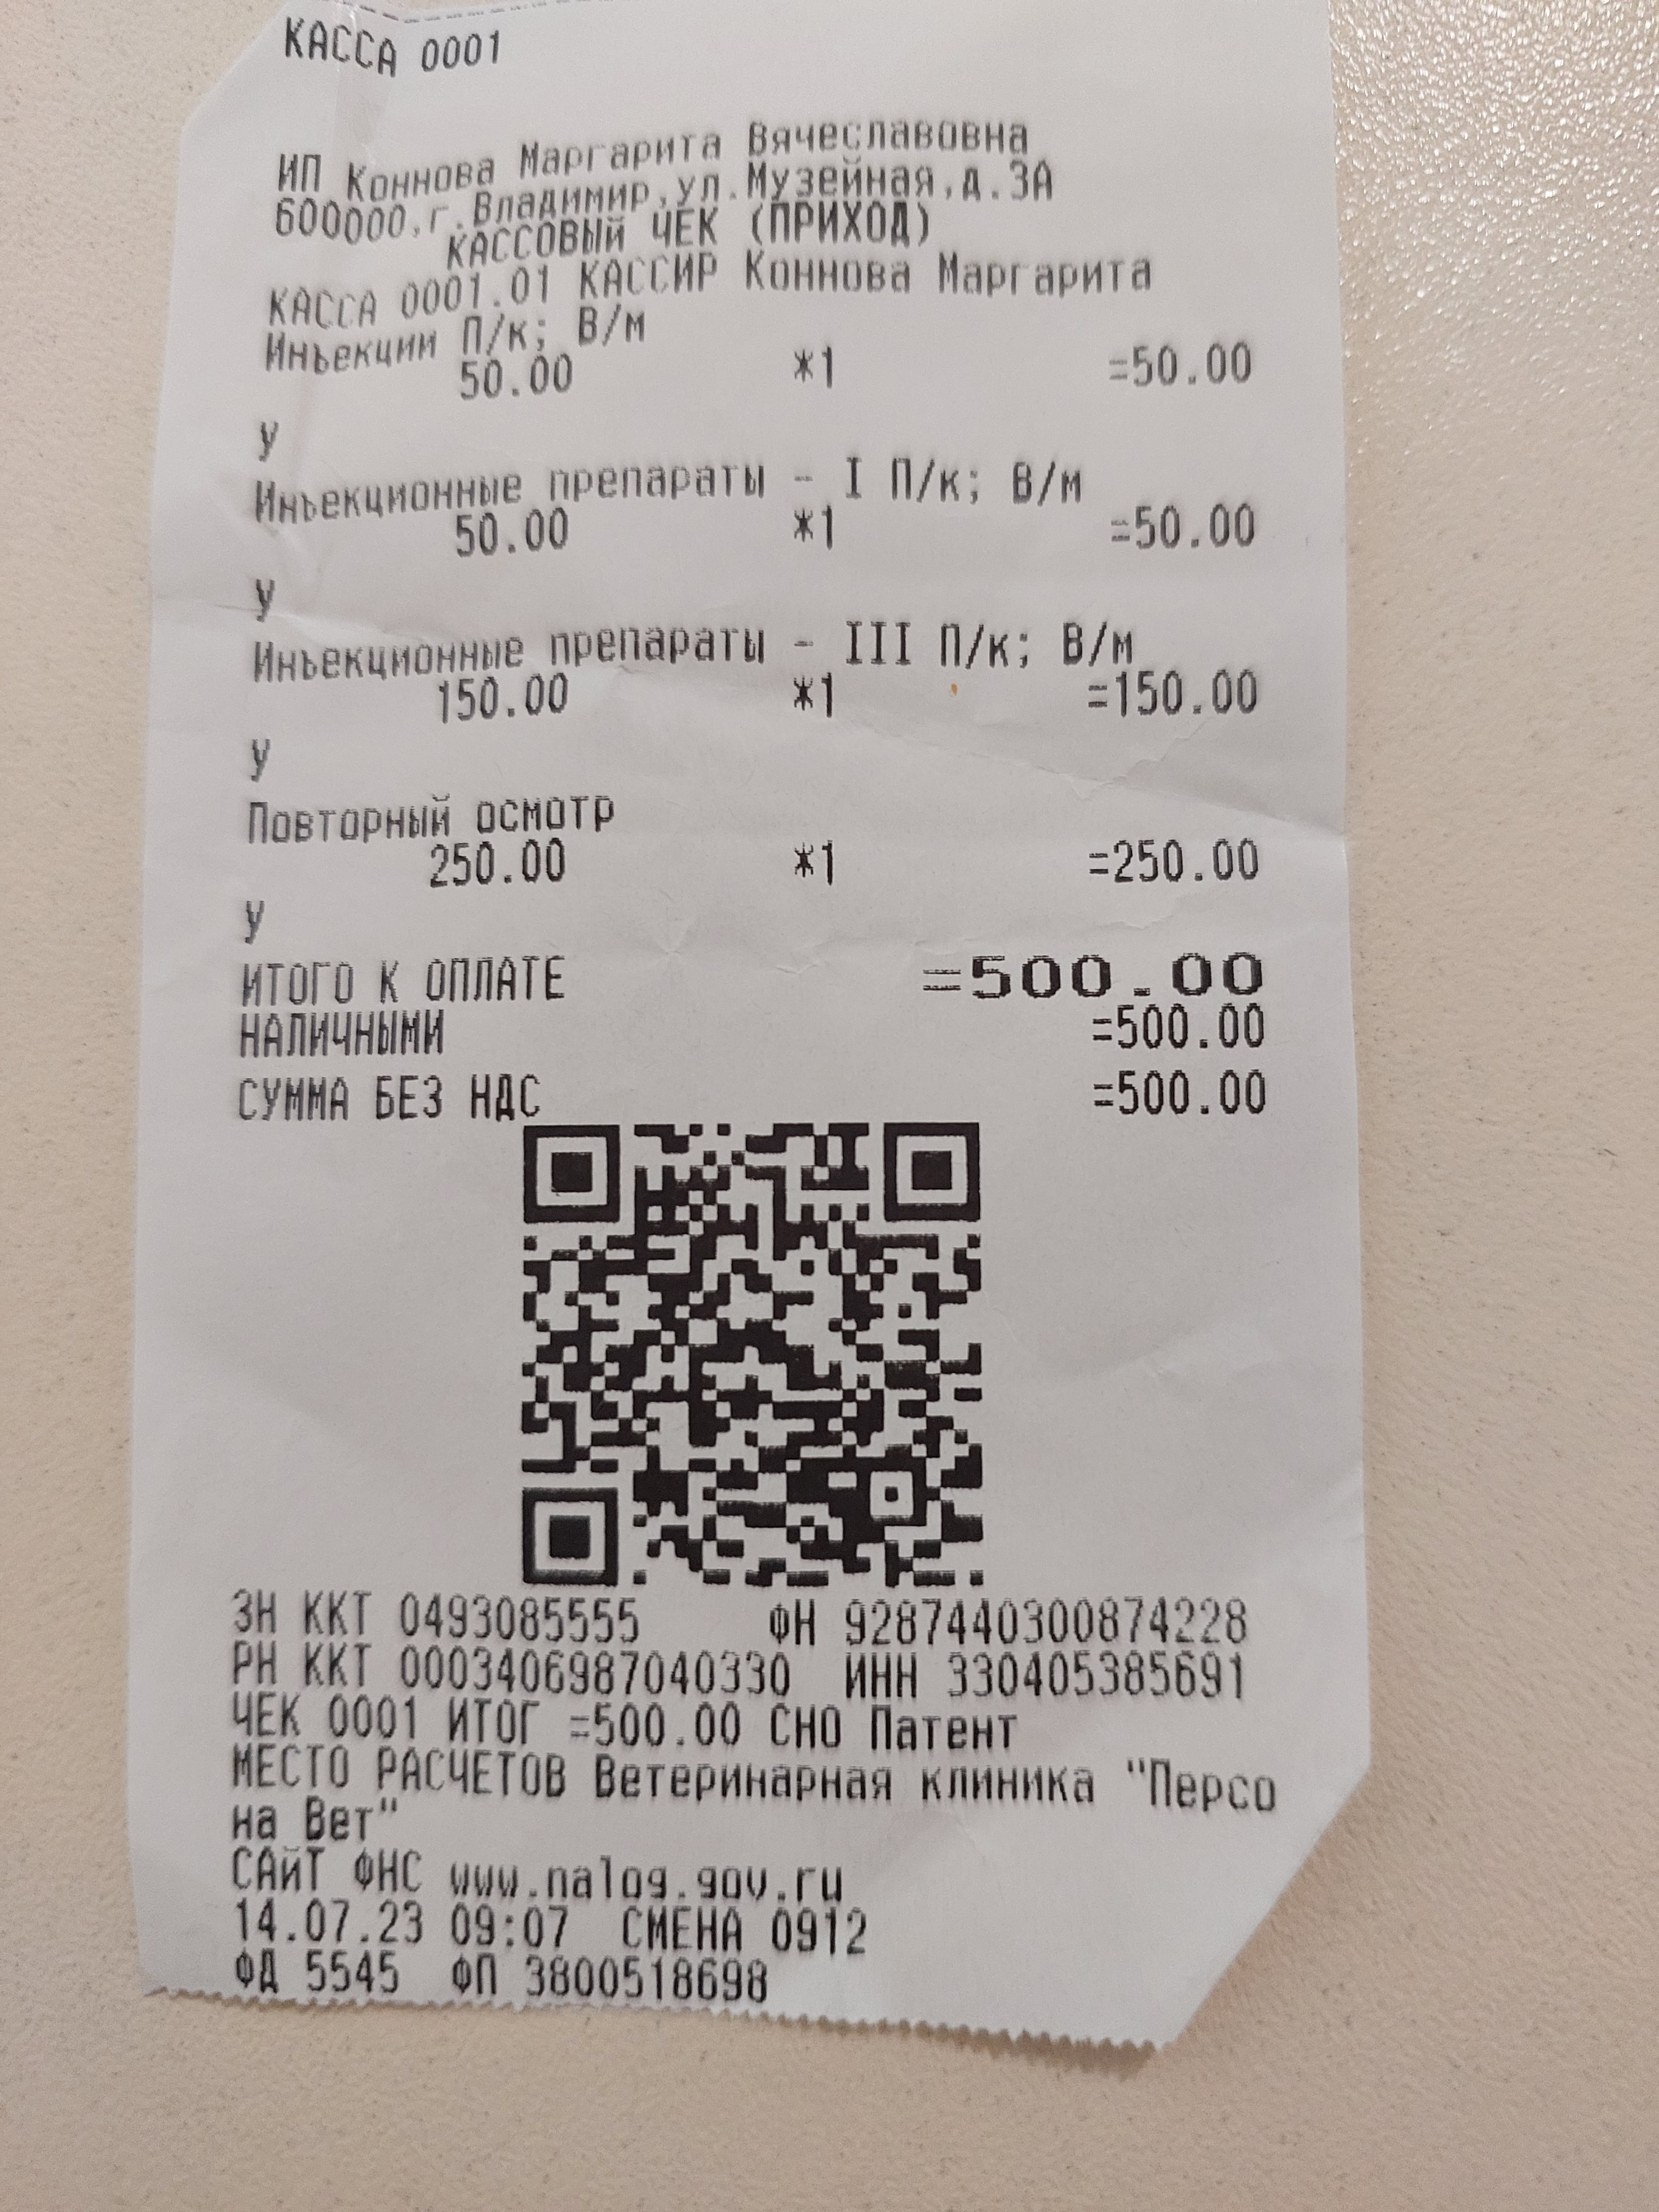 КАССА 0001
ИП Коннова Маргарита Вячеславовна
600000,г.Владимир,ул.Музейная,д.3А
КАССОВЫЙ ЧЕК (ПРИХОД)
КАССА 0001.01 КАССИР Коннова Маргарита
Инъекции П/к; В/м
50.00 *1 =50.00
У
Инъекционные препараты - I П/к; В/м
50.00 *1 =50.00
У
Инъекционные препараты - III П/к; В/м
150.00 *1 =150.00
У
Повторный осмотр
250.00 *1 =250.00
У
ИТОГО К ОПЛАТЕ =500.00
НАЛИЧНЫМИ =500.00
СУММА БЕЗ НДС =500.00
ЗН ККТ 0493085555 ФН 9287440300874228
РН ККТ 0003406987040330 ИНН 330405385691
ЧЕК 0001 ИТОГ =500.00 СНО Патент
МЕСТО РАСЧЕТОВ Ветеринарная клиника "Персо
на Вет"
САЙТ ФНС www.nalog.gov.ru
14.07.23 09:07 СМЕНА 0912
ФД 5545 ФП 3800518698